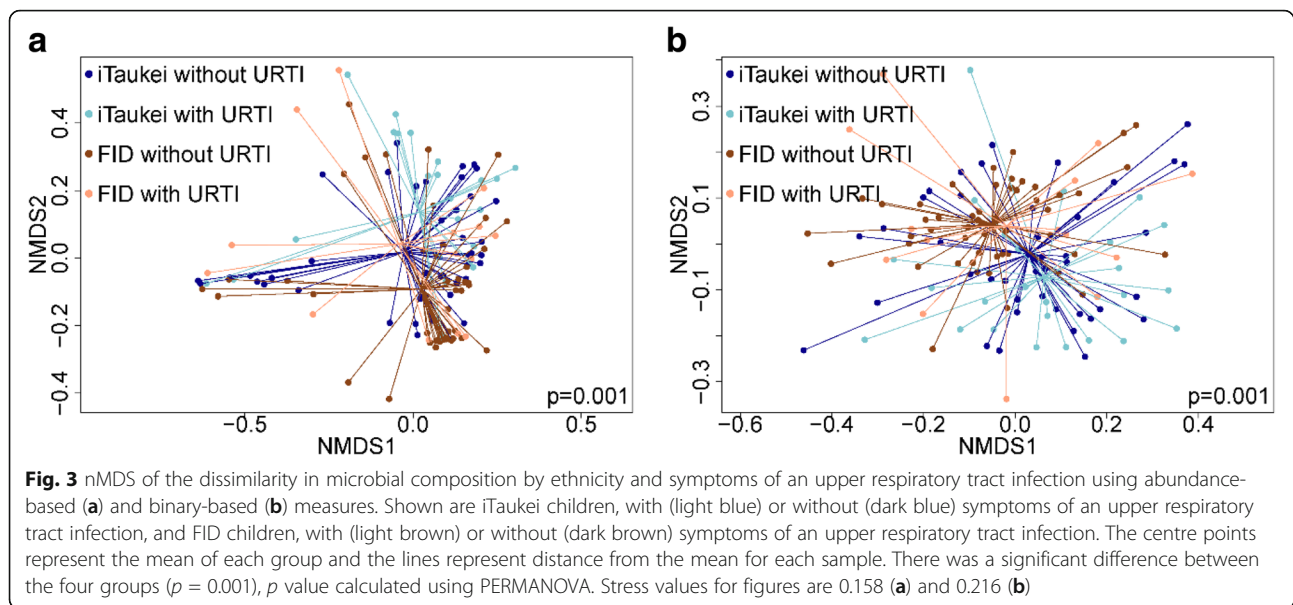 a
iTaukei without URTI
iTaukei with URTI
FID without URTI
FID with URTI
NMDS2
0.4
0.2
0.0
−0.2
−0.4
p=0.001
−0.5
0.0
0.5
NMDS1
b
iTaukei without URTI
iTaukei with URTI
FID without URTI
FID with URTI
NMDS2
0.3
0.1
−0.1
−0.3
p=0.001
−0.6
−0.4
−0.2
0.0
0.2
0.4
NMDS1
Fig. 3 nMDS of the dissimilarity in microbial composition by ethnicity and symptoms of an upper respiratory tract infection using abundance-
based (a) and binary-based (b) measures. Shown are iTaukei children, with (light blue) or without (dark blue) symptoms of an upper respiratory
tract infection, and FID children, with (light brown) or without (dark brown) symptoms of an upper respiratory tract infection. The centre points
represent the mean of each group and the lines represent distance from the mean for each sample. There was a significant difference between
the four groups (p = 0.001), p value calculated using PERMANOVA. Stress values for figures are 0.158 (a) and 0.216 (b)